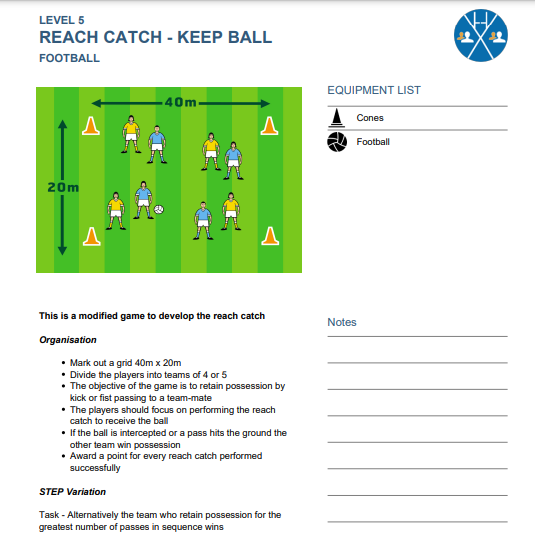 LEVEL 5
REACH CATCH - KEEP BALL
FOOTBALL
40m
20m
EQUIPMENT LIST
Cones
Football
This is a modified game to develop the reach catch
Organisation
• Mark out a grid 40m x 20m
• Divide the players into teams of 4 or 5
• The objective of the game is to retain possession by
kick or fist passing to a team-mate
• The players should focus on performing the reach
catch to receive the ball
• If the ball is intercepted or a pass hits the ground the
other team win possession
• Award a point for every reach catch performed
successfully
STEP Variation
Task - Alternatively the team who retain possession for the
greatest number of passes in sequence wins
Notes